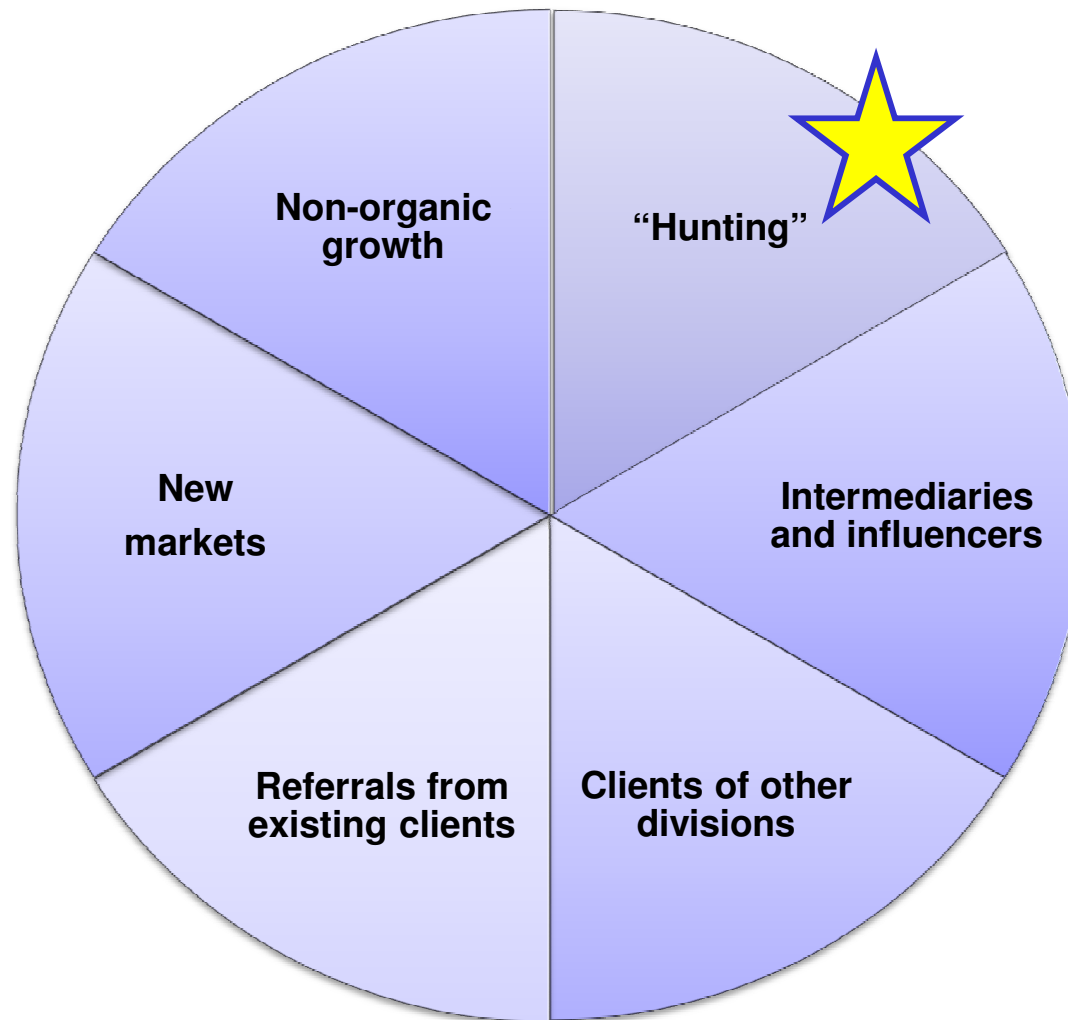 Non-organic
growth
“Hunting”
Intermediaries
and influencers
Clients of other
divisions
Referrals from
existing clients
New
markets